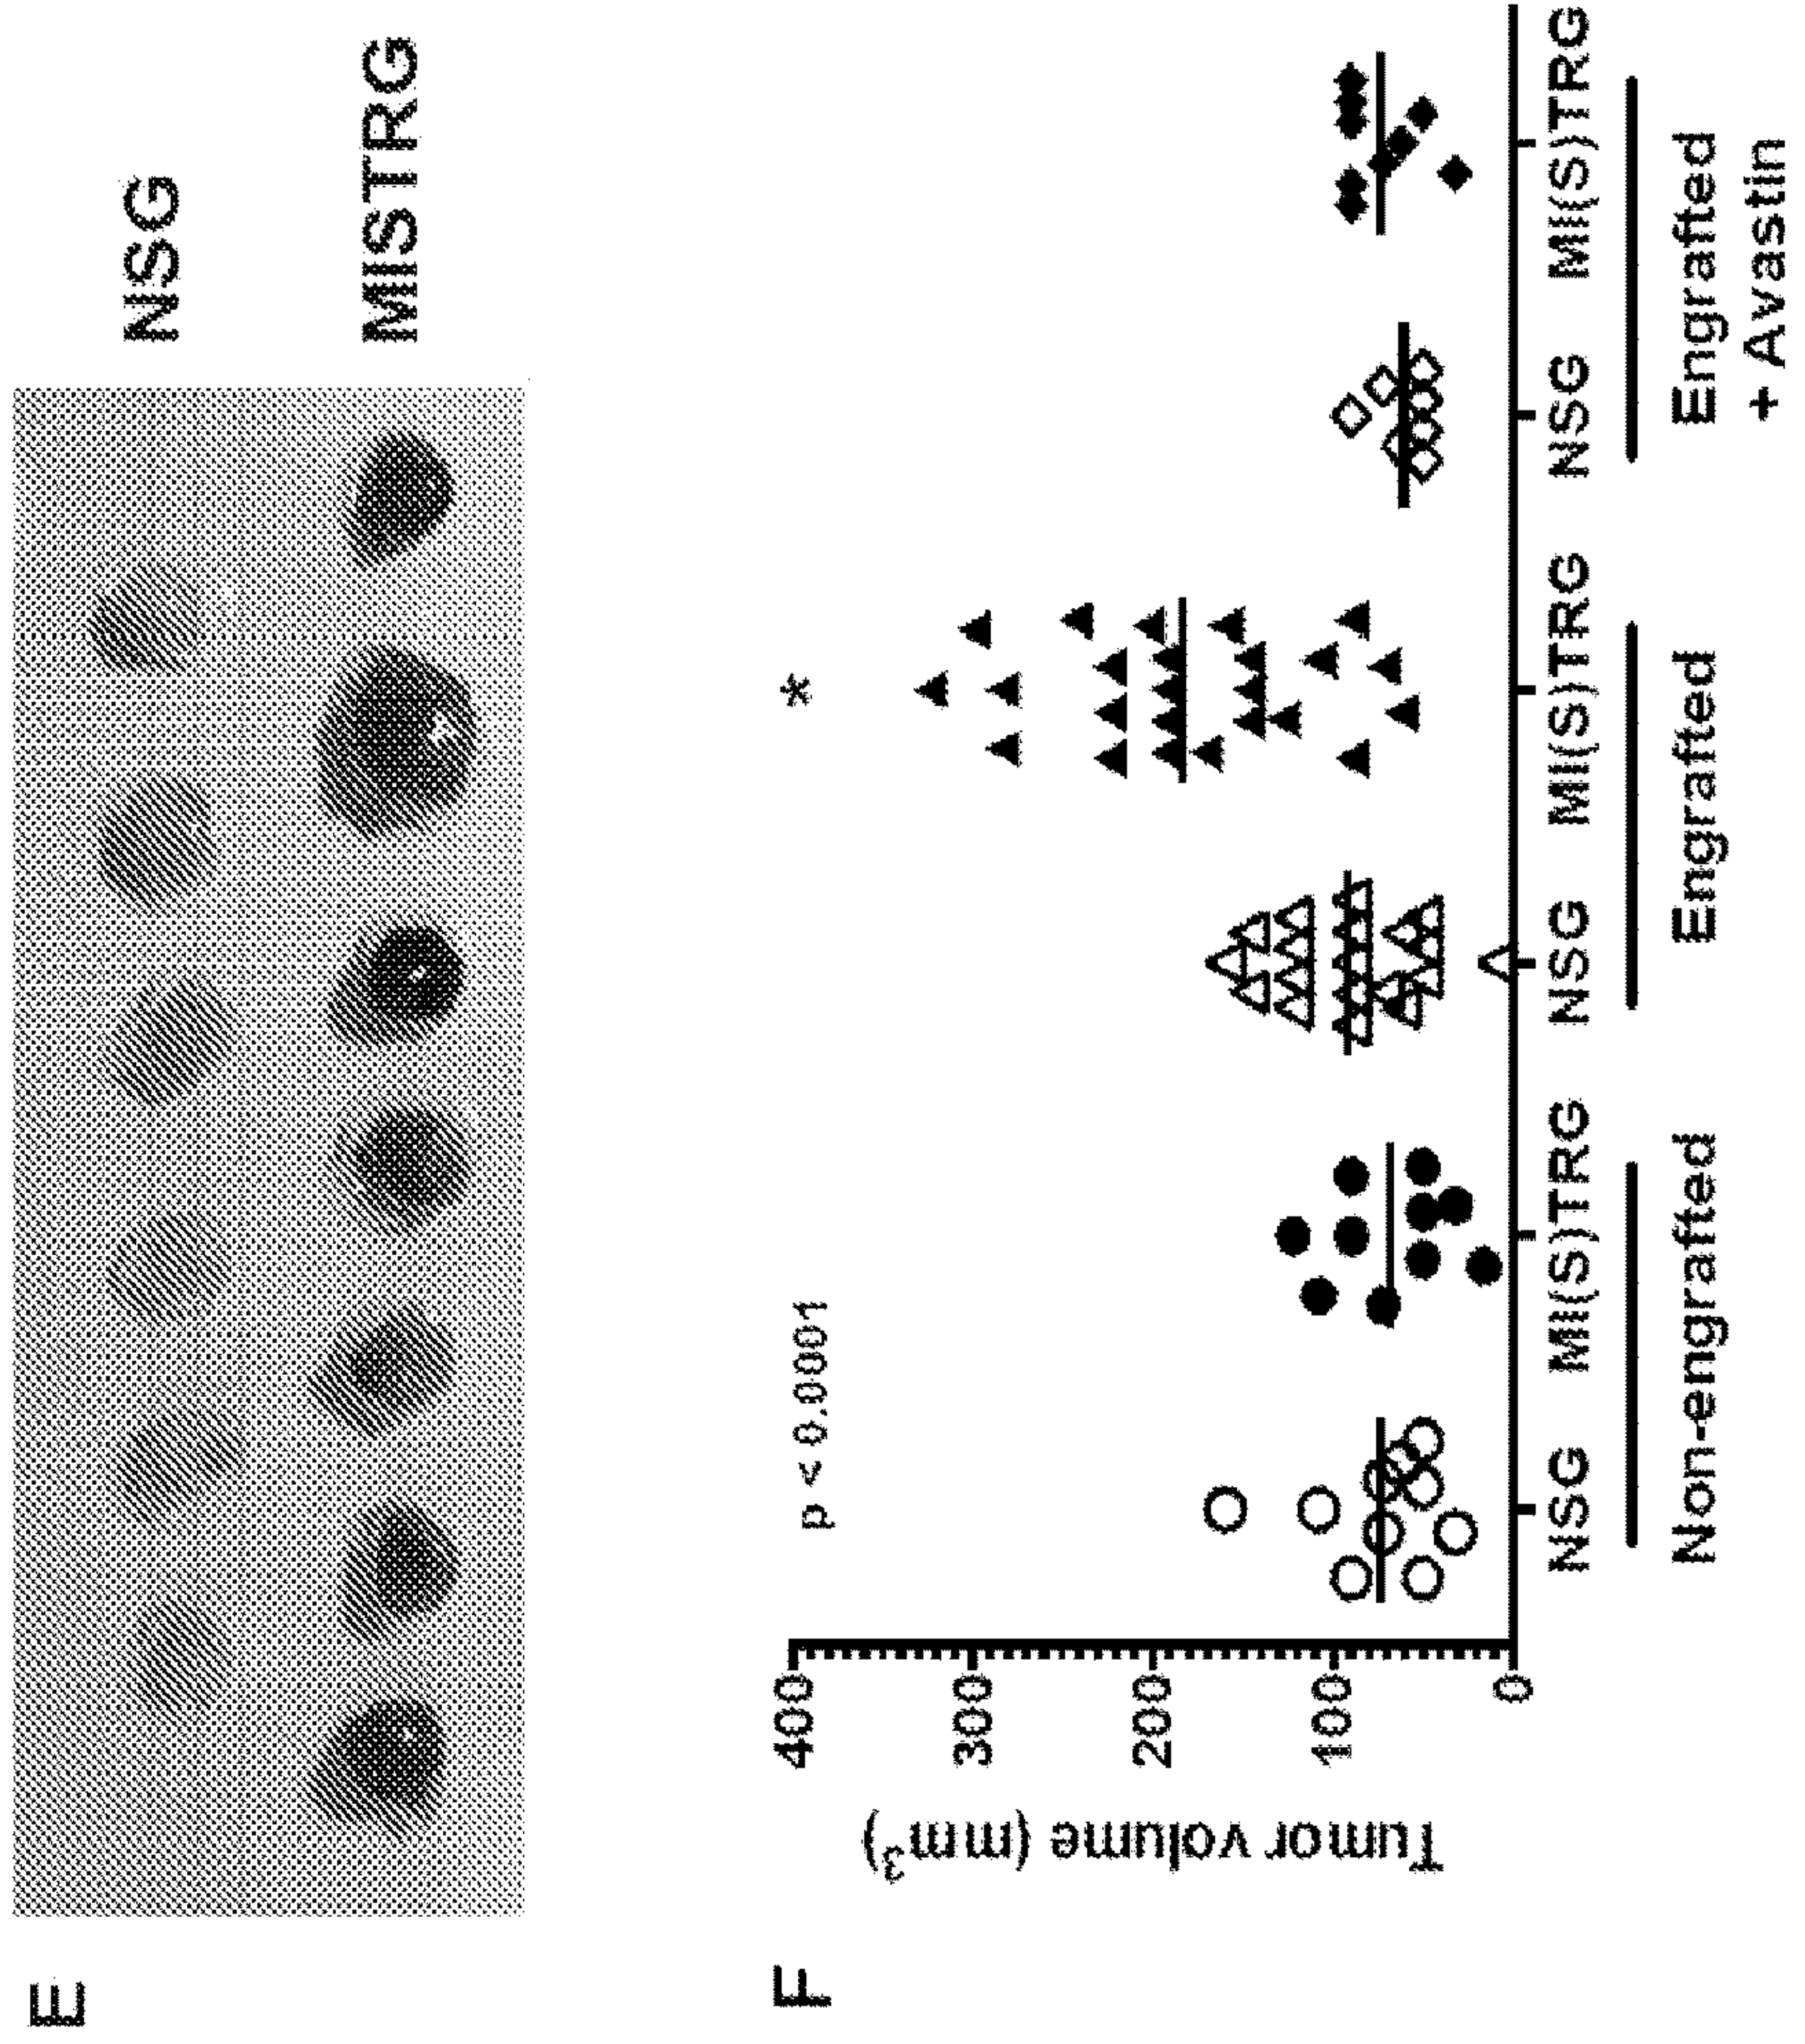 E
NSG
MISTRG
F
p < 0.0001
*
Tumor volume (mm³)
400
300
200
100
0
NSG MI(S)TRG NSG MI(S)TRG NSG MI(S)TRG
Non-engrafted Engrafted Engrafted
+ Avastin